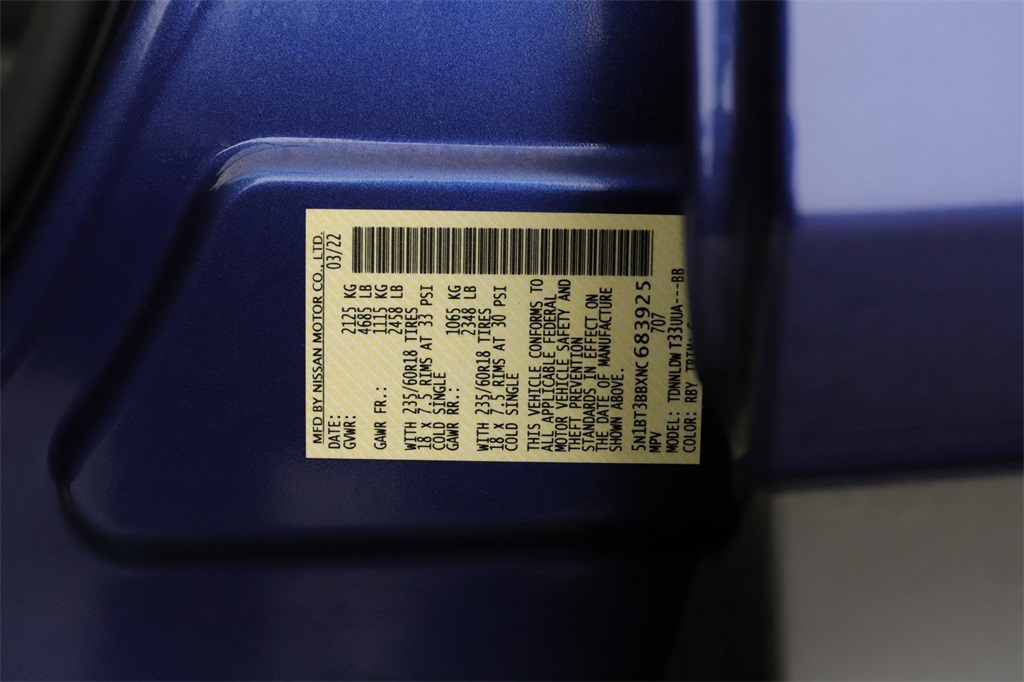 MFD BY NISSAN MOTOR CO., LTD.
DATE: 03/22
GVWR: 2125 KG
4685 LB
GAWR FR.: 1115 KG
2458 LB
WITH 235/60R18 TIRES
18 x 7.5 RIMS AT 33 PSI
COLD SINGLE
GAWR RR.: 1065 KG
2348 LB
WITH 235/60R18 TIRES
18 x 7.5 RIMS AT 30 PSI
COLD SINGLE
THIS VEHICLE CONFORMS TO
ALL APPLICABLE FEDERAL
MOTOR VEHICLE SAFETY AND
THEFT PREVENTION
STANDARDS IN EFFECT ON
THE DATE OF MANUFACTURE
SHOWN ABOVE.
5N1BT3BBXNC683925
MPV 707
MODEL: TDNNLDW T33UUA---BB
COLOR: RBY TRIM: